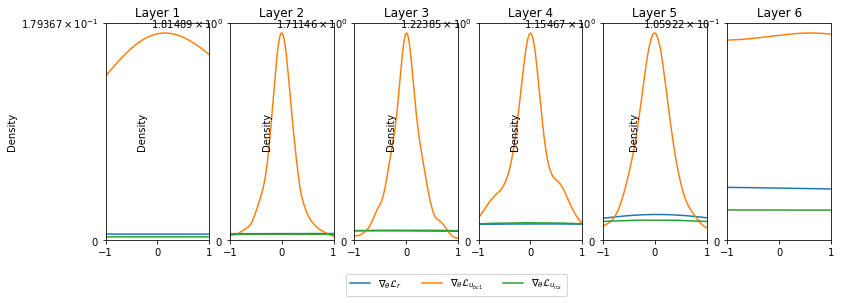 Layer 1 Layer 2 Layer 3 Layer 4 Layer 5 Layer 6
1.79367 × 10⁻¹ 1.81489 × 10⁰ 1.71146 × 10⁰ 1.22385 × 10⁰ 1.15467 × 10⁰ 1.05922 × 10⁻¹
Density Density Density Density Density Density
0 0 0 0 0 0
−1 0 1 −1 0 1 −1 0 1 −1 0 1 −1 0 1 −1 0 1
∇θℒr ∇θℒu_bc1 ∇θℒu_ics